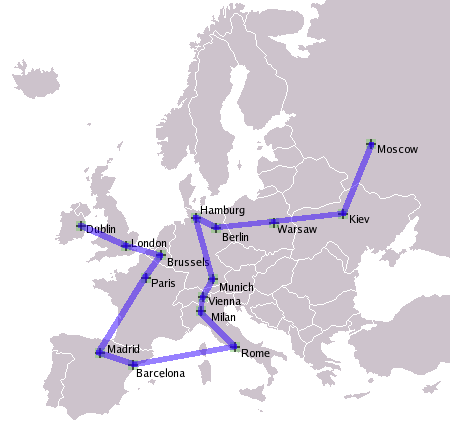 Moscow
Hamburg
Kiev
Dublin
Warsaw
Berlin
London
Brussels
Paris
Munich
Vienna
Milan
Madrid
Rome
Barcelona